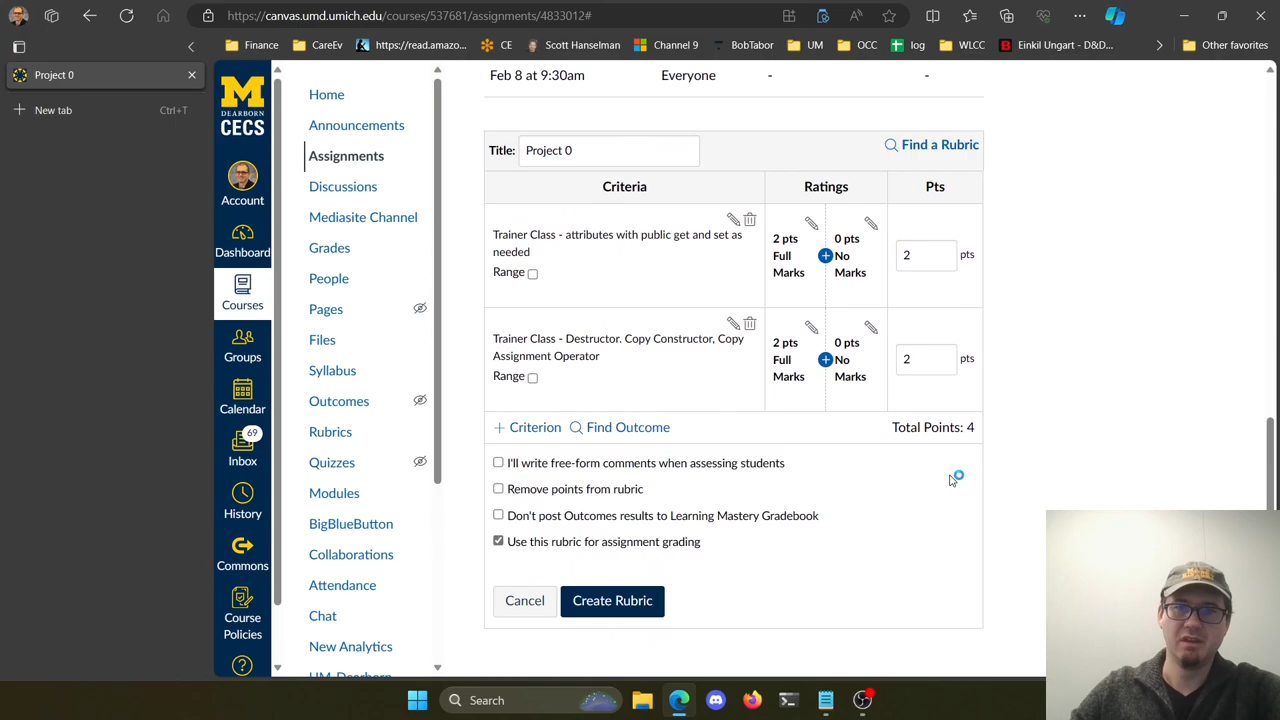 https://canvas.umd.umich.edu/courses/537681/assignments/4833012#
Finance
CareEv
https://read.amazo...
CE
Scott Hanselman
Channel 9
BobTabor
UM
OCC
log
WLCC
Einkil Ungart - D&D...
Other favorites
Project 0
New tab
Ctrl+T
M
DEARBORN
CECS
Account
Dashboard
Courses
Groups
Calendar
69
Inbox
History
Commons
Course
Policies
Home
Announcements
Assignments
Discussions
Mediasite Channel
Grades
People
Pages
Files
Syllabus
Outcomes
Rubrics
Quizzes
Modules
BigBlueButton
Collaborations
Attendance
Chat
New Analytics
UM-Dearborn
Feb 8 at 9:30am
Everyone
-
-
Title:
Project 0
Find a Rubric
Criteria
Ratings
Pts
Trainer Class - attributes with public get and set as
needed
Range
2 pts
Full
Marks
0 pts
No
Marks
2
pts
Trainer Class - Destructor. Copy Constructor, Copy
Assignment Operator
Range
2 pts
Full
Marks
0 pts
No
Marks
2
pts
+ Criterion
Find Outcome
Total Points: 4
I'll write free-form comments when assessing students
Remove points from rubric
Don't post Outcomes results to Learning Mastery Gradebook
Use this rubric for assignment grading
Cancel
Create Rubric
Search